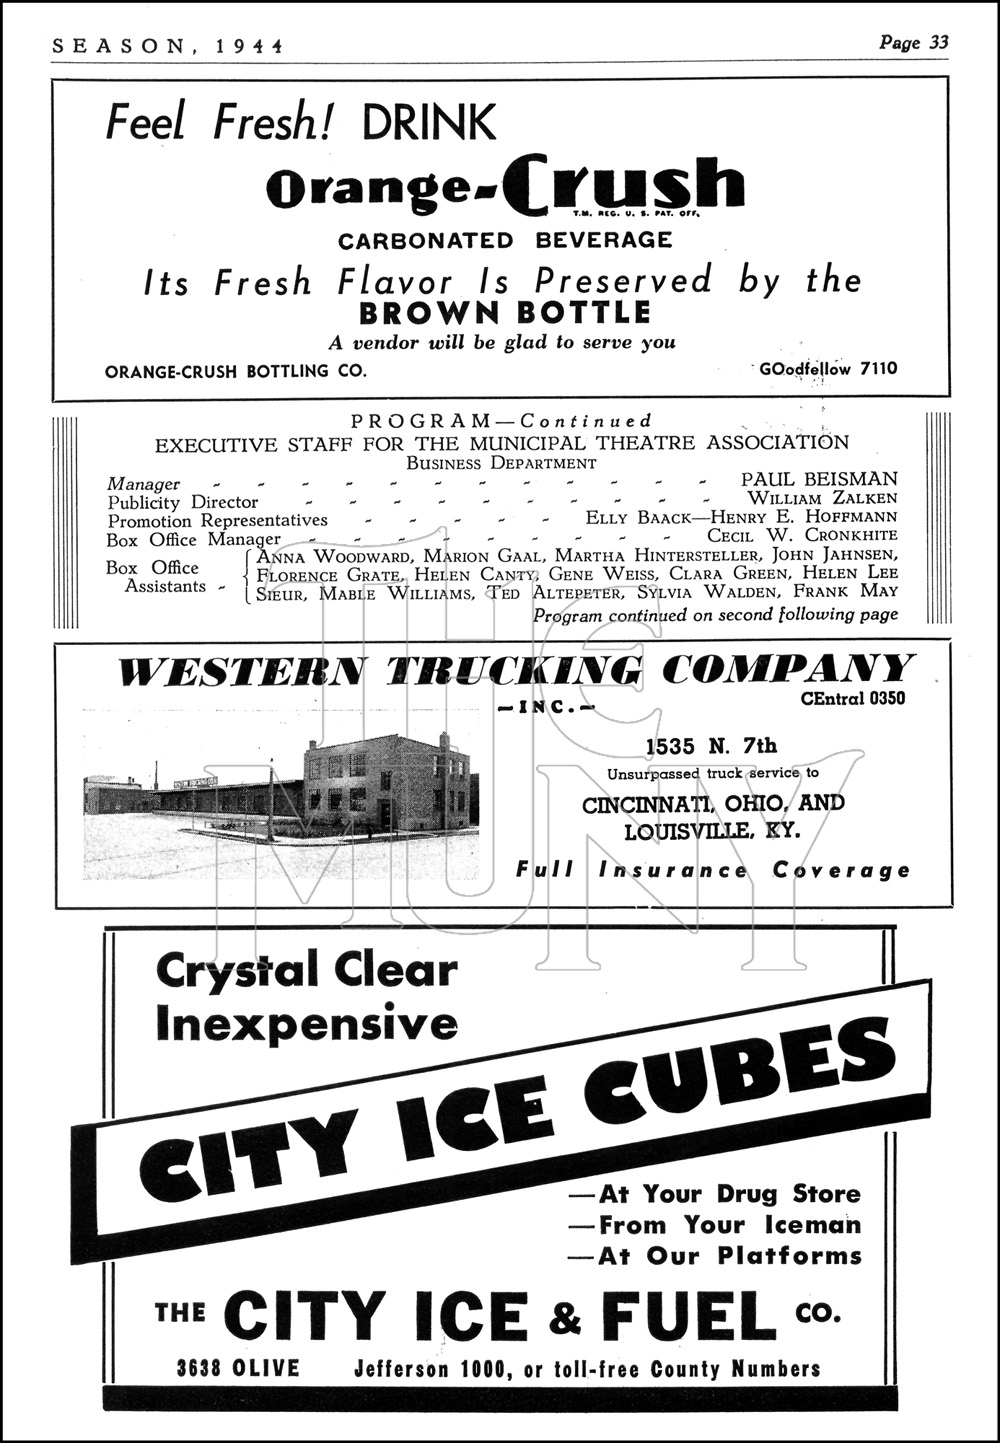 SEASON, 1944
Page 33
Feel Fresh! DRINK
Orange-Crush
T.M. REG. U. S. PAT. OFF.
CARBONATED BEVERAGE
Its Fresh Flavor Is Preserved by the
BROWN BOTTLE
A vendor will be glad to serve you
ORANGE-CRUSH BOTTLING CO. GOodfellow 7110
PROGRAM—Continued
EXECUTIVE STAFF FOR THE MUNICIPAL THEATRE ASSOCIATION
BUSINESS DEPARTMENT
Manager - - - - - - - - - - - - PAUL BEISMAN
Publicity Director - - - - - - - - - - WILLIAM ZALKEN
Promotion Representatives - - - - - ELLY BAACK—HENRY E. HOFFMANN
Box Office Manager - - - - - - - - - CECIL W. CRONKHITE
Box Office
Assistants -
ANNA WOODWARD, MARION GAAL, MARTHA HINTERSTELLER, JOHN JAHNSEN,
FLORENCE GRATE, HELEN CANTY, GENE WEISS, CLARA GREEN, HELEN LEE
SIEUR, MABLE WILLIAMS, TED ALTEPETER, SYLVIA WALDEN, FRANK MAY
Program continued on second following page
WESTERN TRUCKING COMPANY
—INC.—
CEntral 0350
1535 N. 7th
Unsurpassed truck service to
CINCINNATI, OHIO, AND
LOUISVILLE, KY.
Full Insurance Coverage
The
MUNY
Crystal Clear
Inexpensive
CITY ICE CUBES
—At Your Drug Store
—From Your Iceman
—At Our Platforms
THE CITY ICE & FUEL CO.
3638 OLIVE Jefferson 1000, or toll-free County Numbers